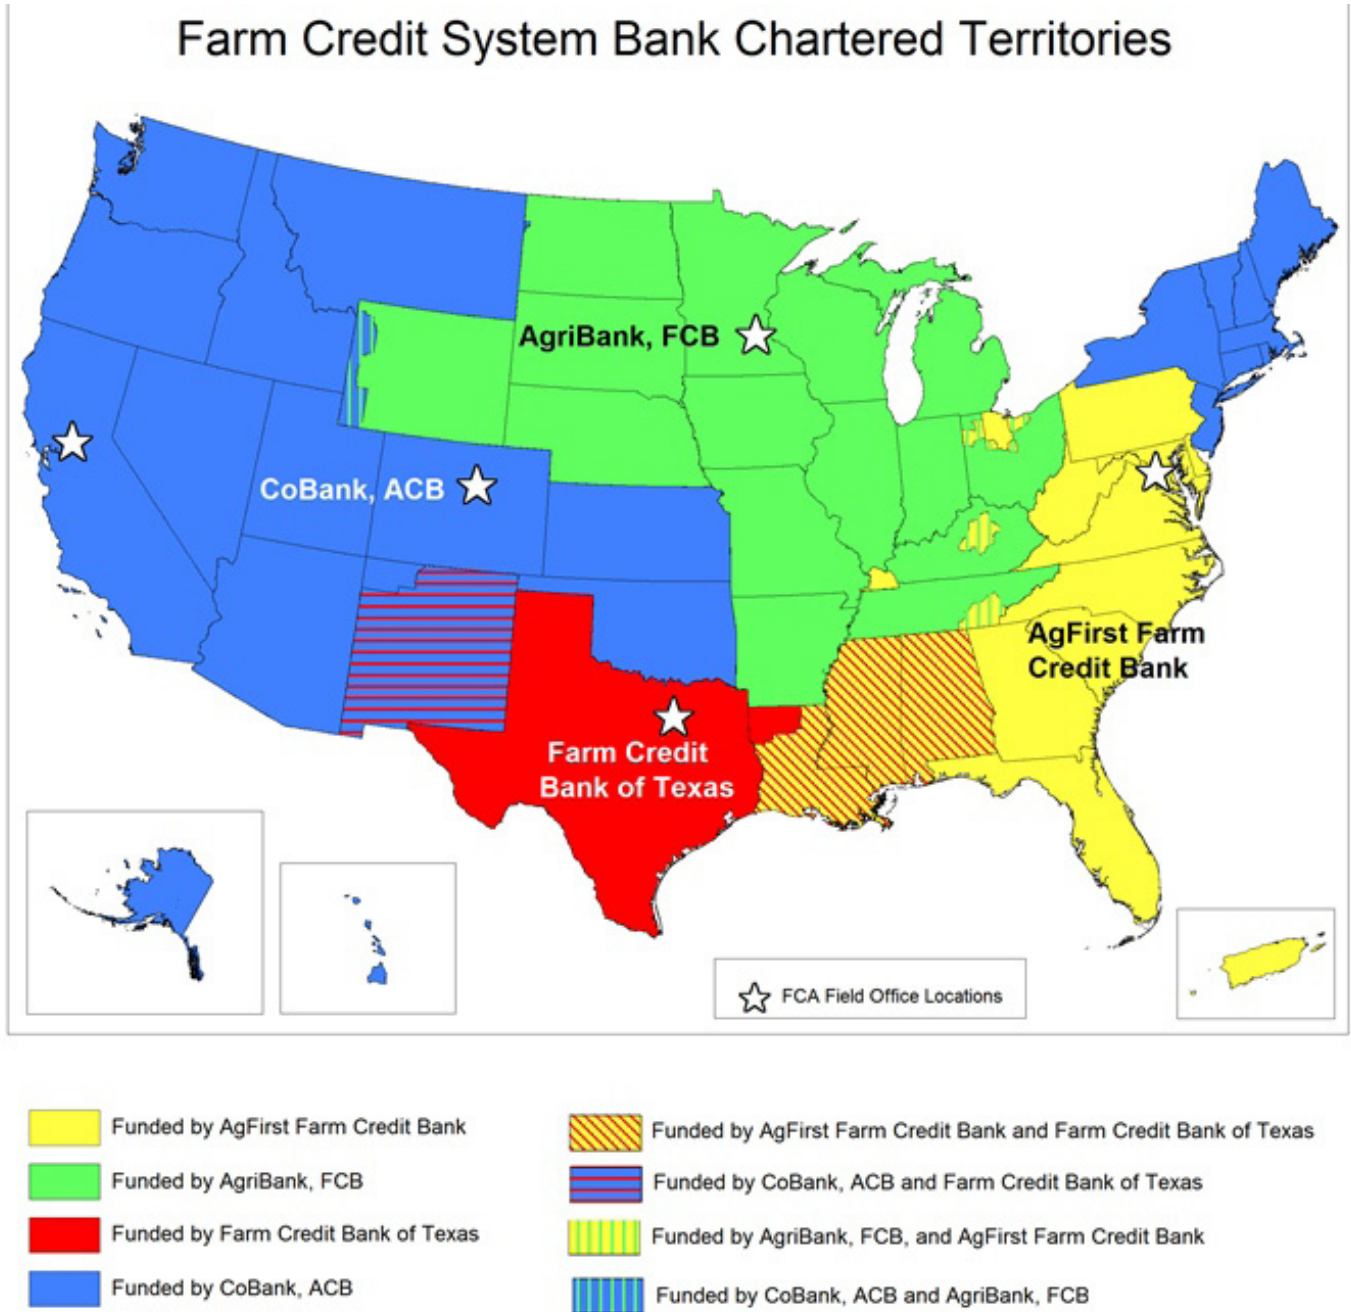 Farm Credit System Bank Chartered Territories
AgriBank, FCB
CoBank, ACB
AgFirst Farm
Credit Bank
Farm Credit
Bank of Texas
FCA Field Office Locations
Funded by AgFirst Farm Credit Bank
Funded by AgriBank, FCB
Funded by Farm Credit Bank of Texas
Funded by CoBank, ACB
Funded by AgFirst Farm Credit Bank and Farm Credit Bank of Texas
Funded by CoBank, ACB and Farm Credit Bank of Texas
Funded by AgriBank, FCB, and AgFirst Farm Credit Bank
Funded by CoBank, ACB and AgriBank, FCB